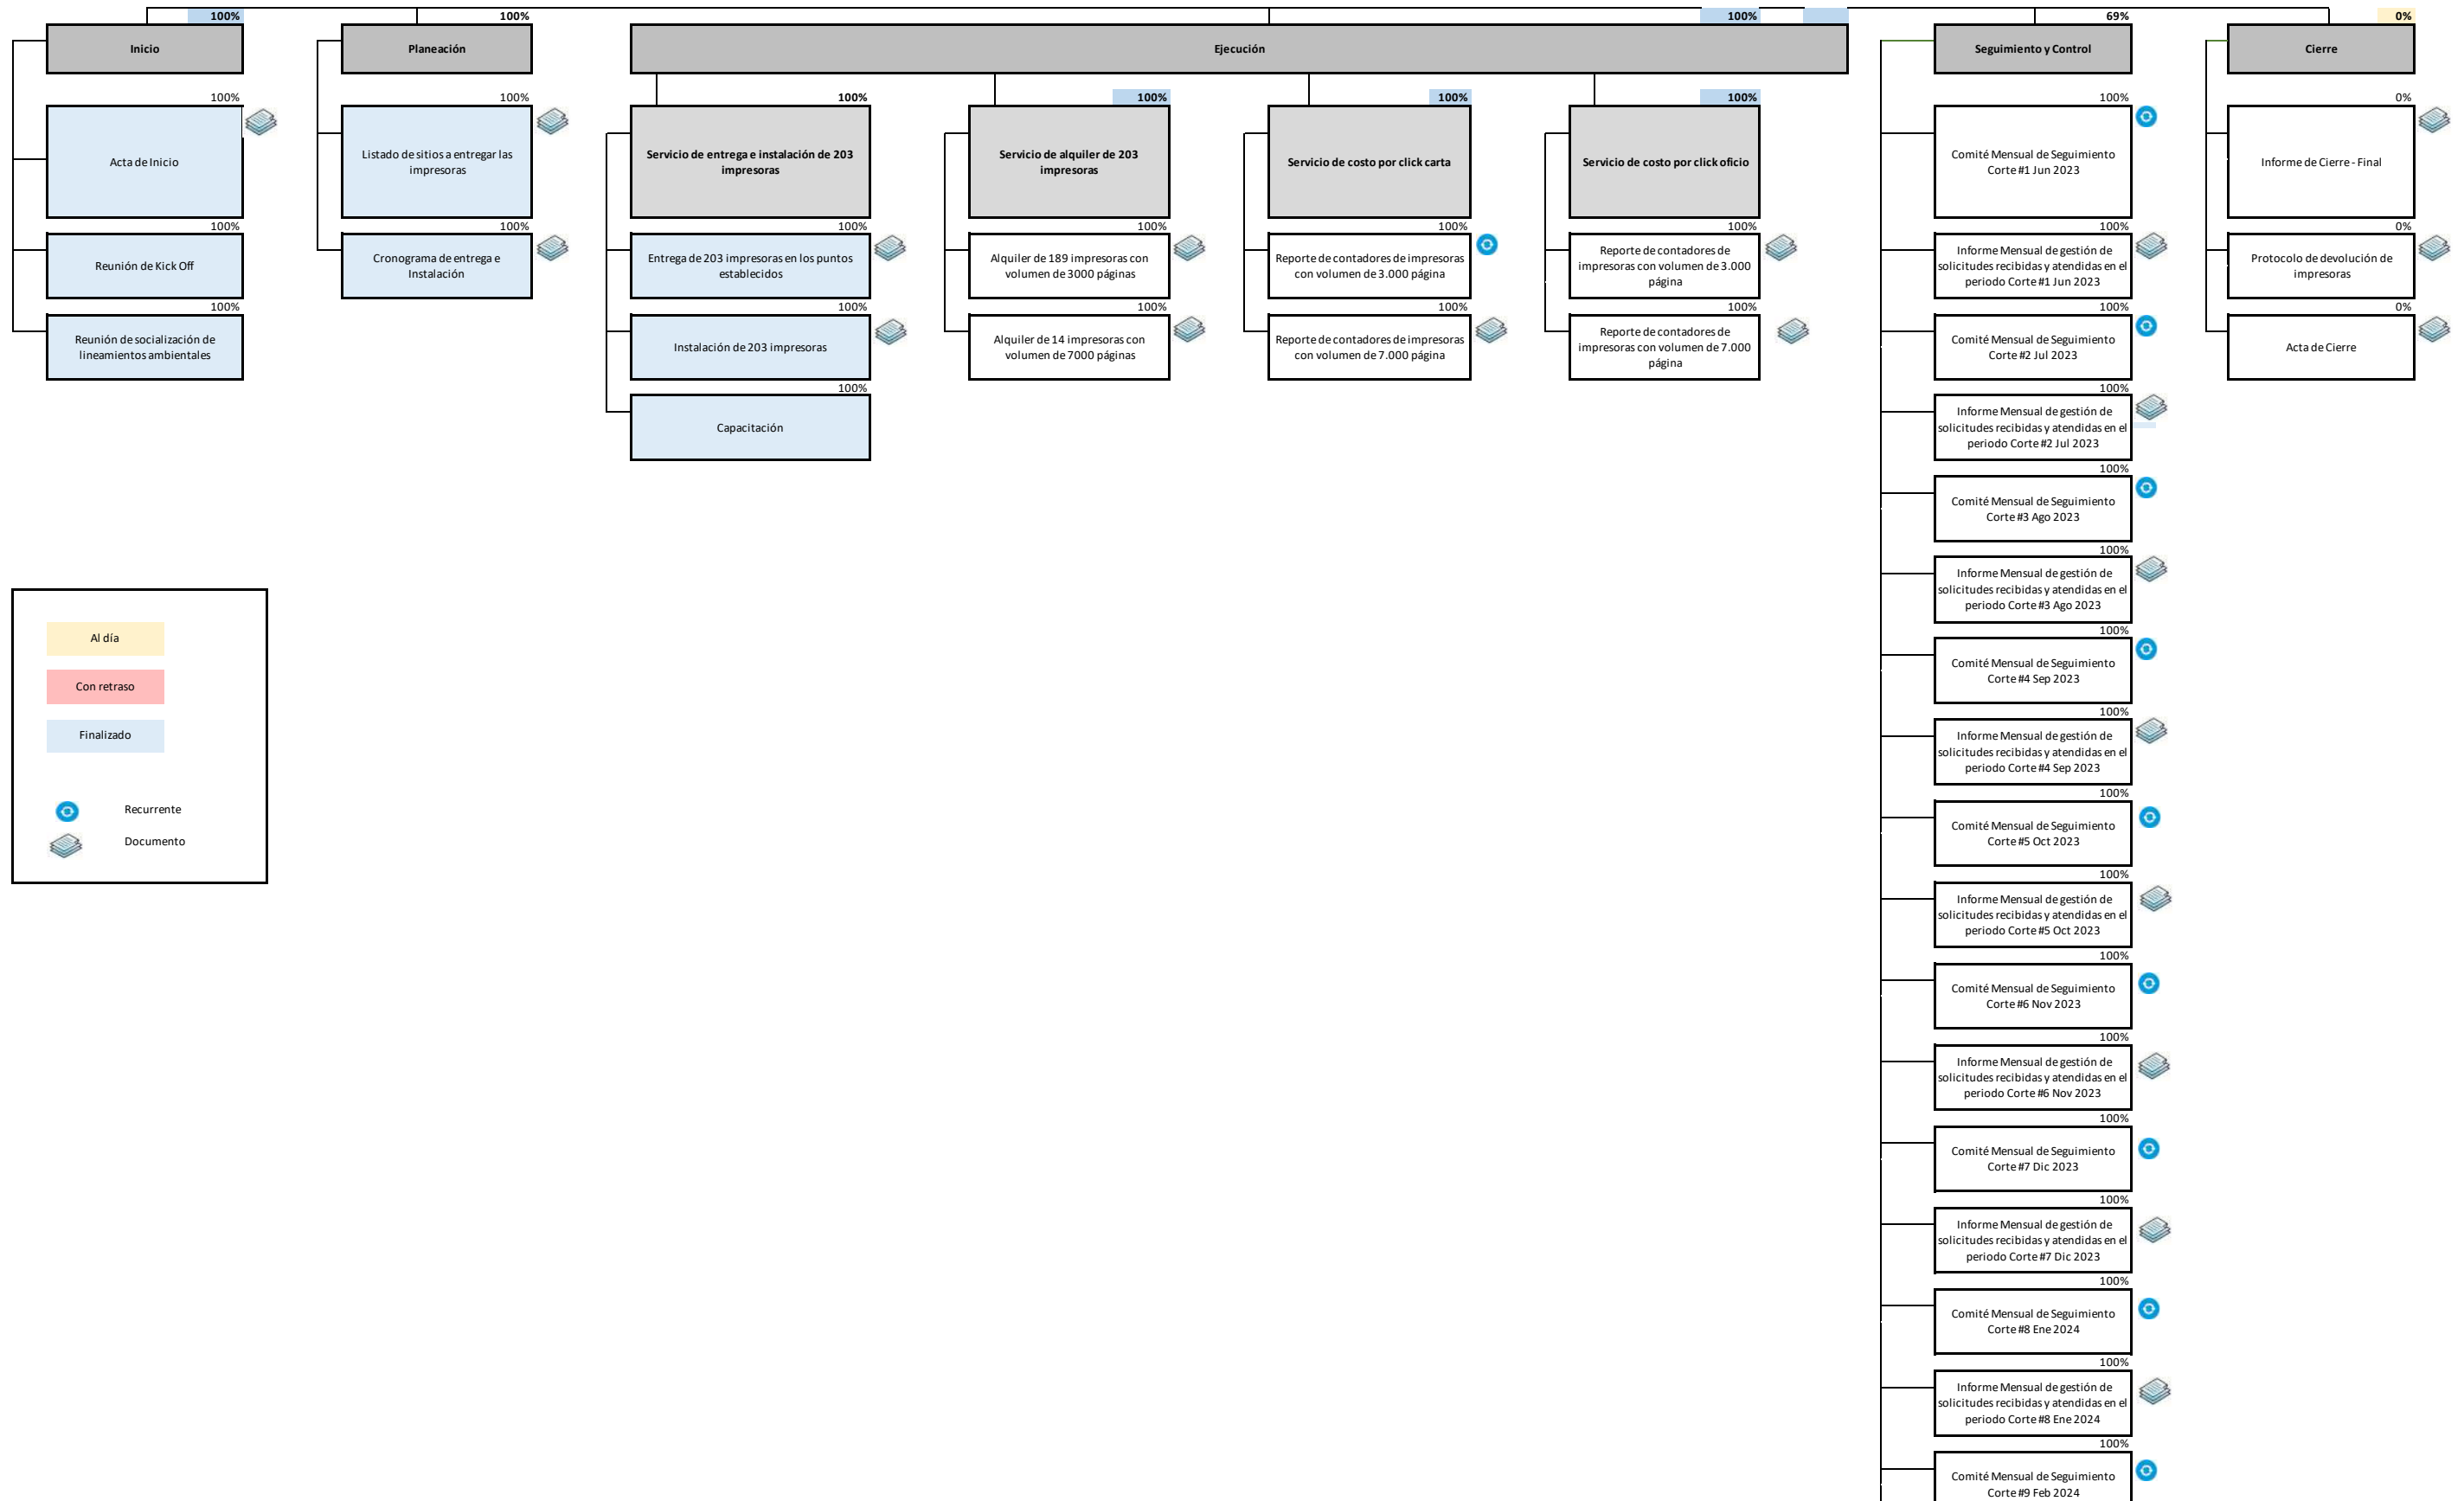 100%
100%
100%
69%
0%
Inicio
Planeación
Ejecución
Seguimiento y Control
Cierre
100%
Acta de Inicio
100%
Reunión de Kick Off
100%
Reunión de socialización de
lineamientos ambientales
100%
Listado de sitios a entregar las
impresoras
100%
Cronograma de entrega e
Instalación
100%
Servicio de entrega e instalación de 203
impresoras
100%
Entrega de 203 impresoras en los puntos
establecidos
100%
Instalación de 203 impresoras
100%
Capacitación
100%
Servicio de alquiler de 203
impresoras
100%
Alquiler de 189 impresoras con
volumen de 3000 páginas
100%
Alquiler de 14 impresoras con
volumen de 7000 páginas
100%
Servicio de costo por click carta
100%
Reporte de contadores de impresoras
con volumen de 3.000 página
100%
Reporte de contadores de impresoras
con volumen de 7.000 página
100%
Servicio de costo por click oficio
100%
Reporte de contadores de
impresoras con volumen de 3.000
página
100%
Reporte de contadores de
impresoras con volumen de 7.000
página
100%
Comité Mensual de Seguimiento
Corte #1 Jun 2023
100%
Informe Mensual de gestión de
solicitudes recibidas y atendidas en el
periodo Corte #1 Jun 2023
100%
Comité Mensual de Seguimiento
Corte #2 Jul 2023
100%
Informe Mensual de gestión de
solicitudes recibidas y atendidas en el
periodo Corte #2 Jul 2023
100%
Comité Mensual de Seguimiento
Corte #3 Ago 2023
100%
Informe Mensual de gestión de
solicitudes recibidas y atendidas en el
periodo Corte #3 Ago 2023
100%
Comité Mensual de Seguimiento
Corte #4 Sep 2023
100%
Informe Mensual de gestión de
solicitudes recibidas y atendidas en el
periodo Corte #4 Sep 2023
100%
Comité Mensual de Seguimiento
Corte #5 Oct 2023
100%
Informe Mensual de gestión de
solicitudes recibidas y atendidas en el
periodo Corte #5 Oct 2023
100%
Comité Mensual de Seguimiento
Corte #6 Nov 2023
100%
Informe Mensual de gestión de
solicitudes recibidas y atendidas en el
periodo Corte #6 Nov 2023
100%
Comité Mensual de Seguimiento
Corte #7 Dic 2023
100%
Informe Mensual de gestión de
solicitudes recibidas y atendidas en el
periodo Corte #7 Dic 2023
100%
Comité Mensual de Seguimiento
Corte #8 Ene 2024
100%
Informe Mensual de gestión de
solicitudes recibidas y atendidas en el
periodo Corte #8 Ene 2024
100%
Comité Mensual de Seguimiento
Corte #9 Feb 2024
0%
Informe de Cierre - Final
0%
Protocolo de devolución de
impresoras
0%
Acta de Cierre
Al día
Con retraso
Finalizado
Recurrente
Documento